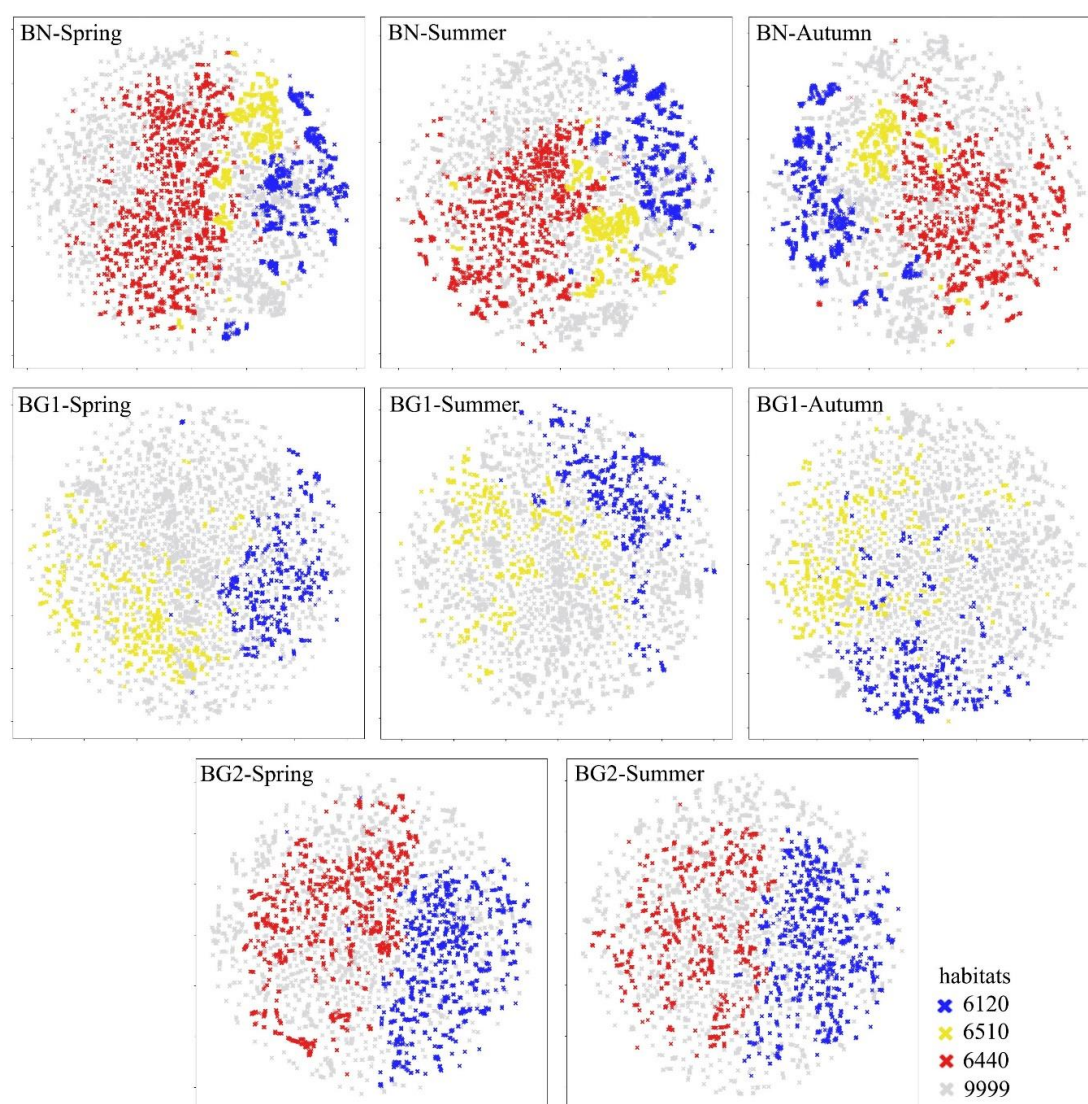 BN-Spring
BN-Summer
BN-Autumn
BG1-Spring
BG1-Summer
BG1-Autumn
BG2-Spring
BG2-Summer
habitats
6120
6510
6440
9999